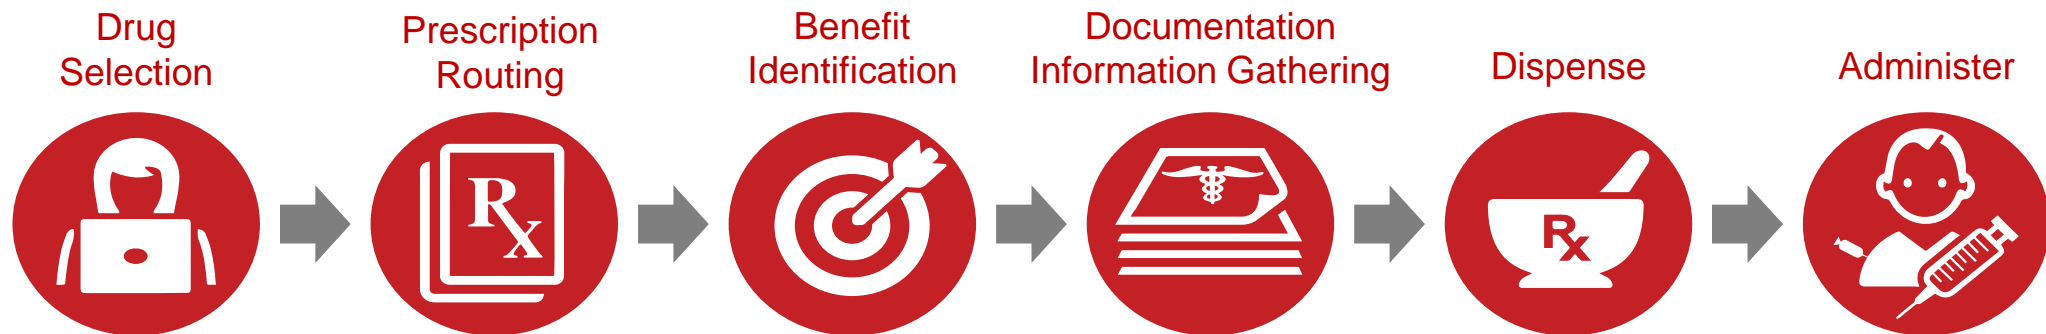 Drug
Selection
Prescription
Routing
Benefit
Identification
Documentation
Information Gathering
Dispense
Administer
Rx
Rx